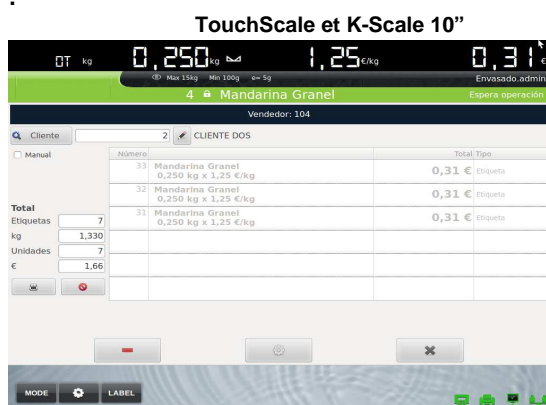 TouchScale et K-Scale 10”
0T kg 0,250 kg 1,25 €/kg 0,31 €
Max 15kg Min 100g e= 5g Envasado.admin
4 Mandarina Granel Espera operación
Vendedor: 104
Cliente 2 CLIENTE DOS
Manual
Número Total Tipo
33 Mandarina Granel 0,31 € Etiqueta
0,250 kg x 1,25 €/kg
32 Mandarina Granel 0,31 € Etiqueta
0,250 kg x 1,25 €/kg
31 Mandarina Granel 0,31 € Etiqueta
0,250 kg x 1,25 €/kg
Total
Etiquetas 7
kg 1,330
Unidades 7
€ 1,66
MODE LABEL